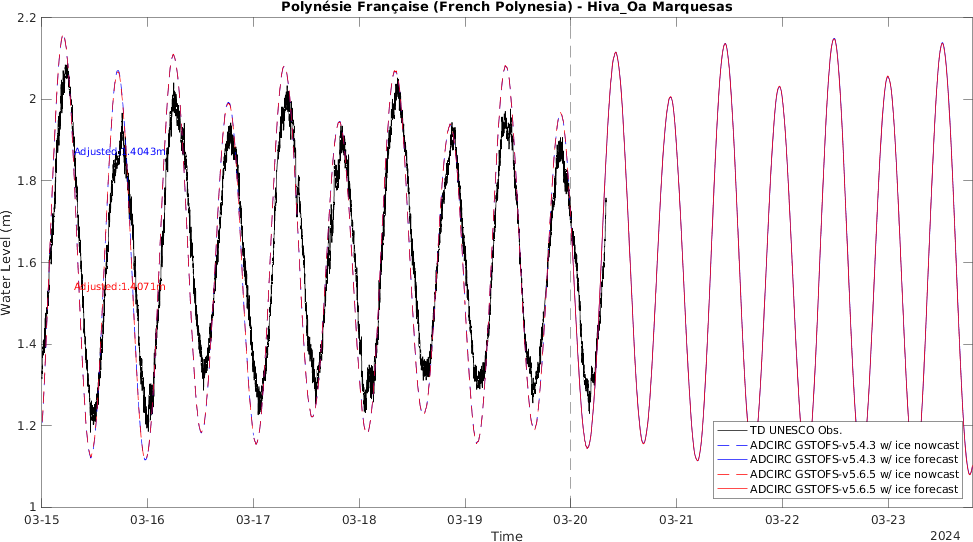 Polynésie Française (French Polynesia) - Hiva_Oa Marquesas
2.2
2
1.8
1.6
1.4
1.2
1
Water Level (m)
Adjusted:1.4043m
Adjusted:1.4071m
TD UNESCO Obs.
ADCIRC GSTOFS-v5.4.3 w/ ice nowcast
ADCIRC GSTOFS-v5.4.3 w/ ice forecast
ADCIRC GSTOFS-v5.6.5 w/ ice nowcast
ADCIRC GSTOFS-v5.6.5 w/ ice forecast
03-15 03-16 03-17 03-18 03-19 03-20 03-21 03-22 03-23
Time
2024